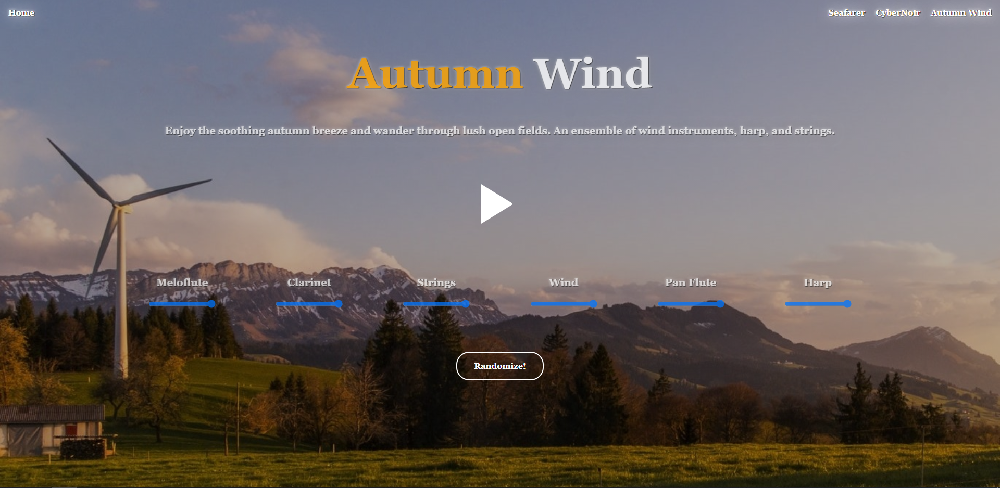 Home Seafarer CyberNoir Autumn Wind
Autumn Wind
Enjoy the soothing autumn breeze and wander through lush open fields. An ensemble of wind instruments, harp, and strings.
Meloflute Clarinet Strings Wind Pan Flute Harp
Randomize!